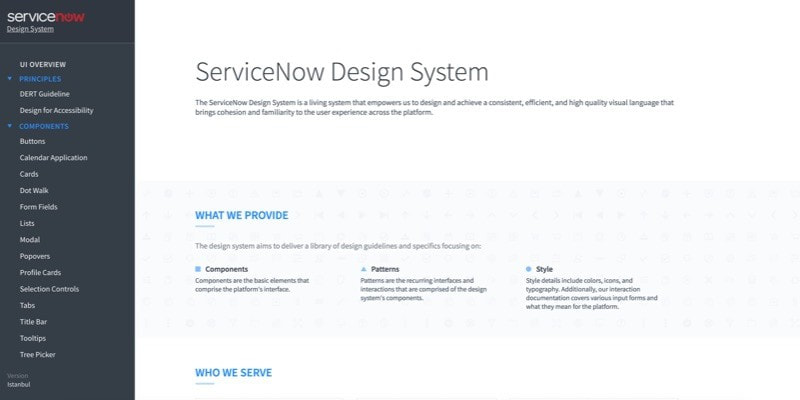 servicenow
Design System
UI OVERVIEW
PRINCIPLES
DERT Guideline
Design for Accessibility
COMPONENTS
Buttons
Calendar Application
Cards
Dot Walk
Form Fields
Lists
Modal
Popovers
Profile Cards
Selection Controls
Tabs
Title Bar
Tooltips
Tree Picker
Version
Istanbul
ServiceNow Design System
The ServiceNow Design System is a living system that empowers us to design and achieve a consistent, efficient, and high quality visual language that
brings cohesion and familiarity to the user experience across the platform.
WHAT WE PROVIDE
The design system aims to deliver a library of design guidelines and specifics focusing on:
Components
Components are the basic elements that
comprise the platform's interface.
Patterns
Patterns are the recurring interfaces and
interactions that are comprised of the design
system's components.
Style
Style details include colors, icons, and
typography. Additionally, our interaction
documentation covers various input forms and
what they mean for the platform.
WHO WE SERVE